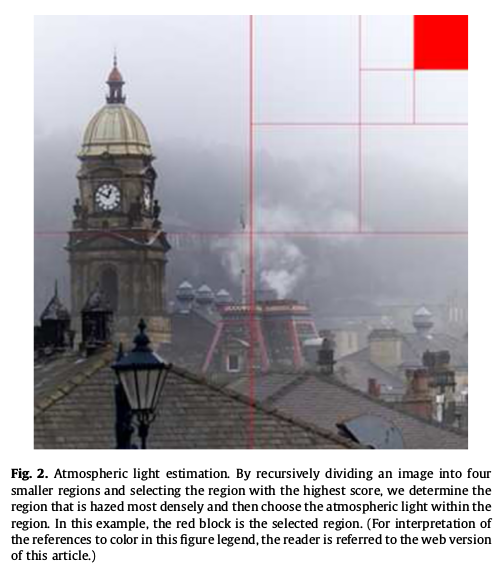 Fig. 2. Atmospheric light estimation. By recursively dividing an image into four
smaller regions and selecting the region with the highest score, we determine the
region that is hazed most densely and then choose the atmospheric light within the
region. In this example, the red block is the selected region. (For interpretation of
the references to color in this figure legend, the reader is referred to the web version
of this article.)